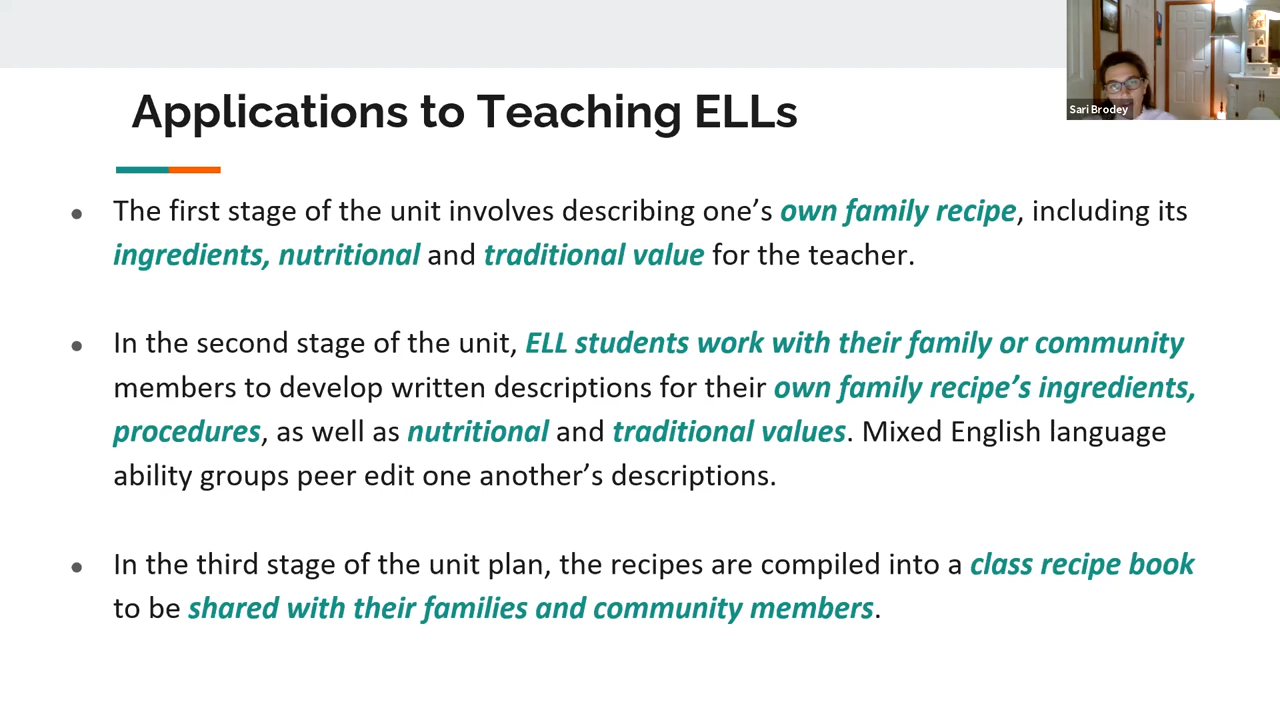 Applications to Teaching ELLs
Sari Brodey
● The first stage of the unit involves describing one’s own family recipe, including its
ingredients, nutritional and traditional value for the teacher.
● In the second stage of the unit, ELL students work with their family or community
members to develop written descriptions for their own family recipe’s ingredients,
procedures, as well as nutritional and traditional values. Mixed English language
ability groups peer edit one another’s descriptions.
● In the third stage of the unit plan, the recipes are compiled into a class recipe book
to be shared with their families and community members.